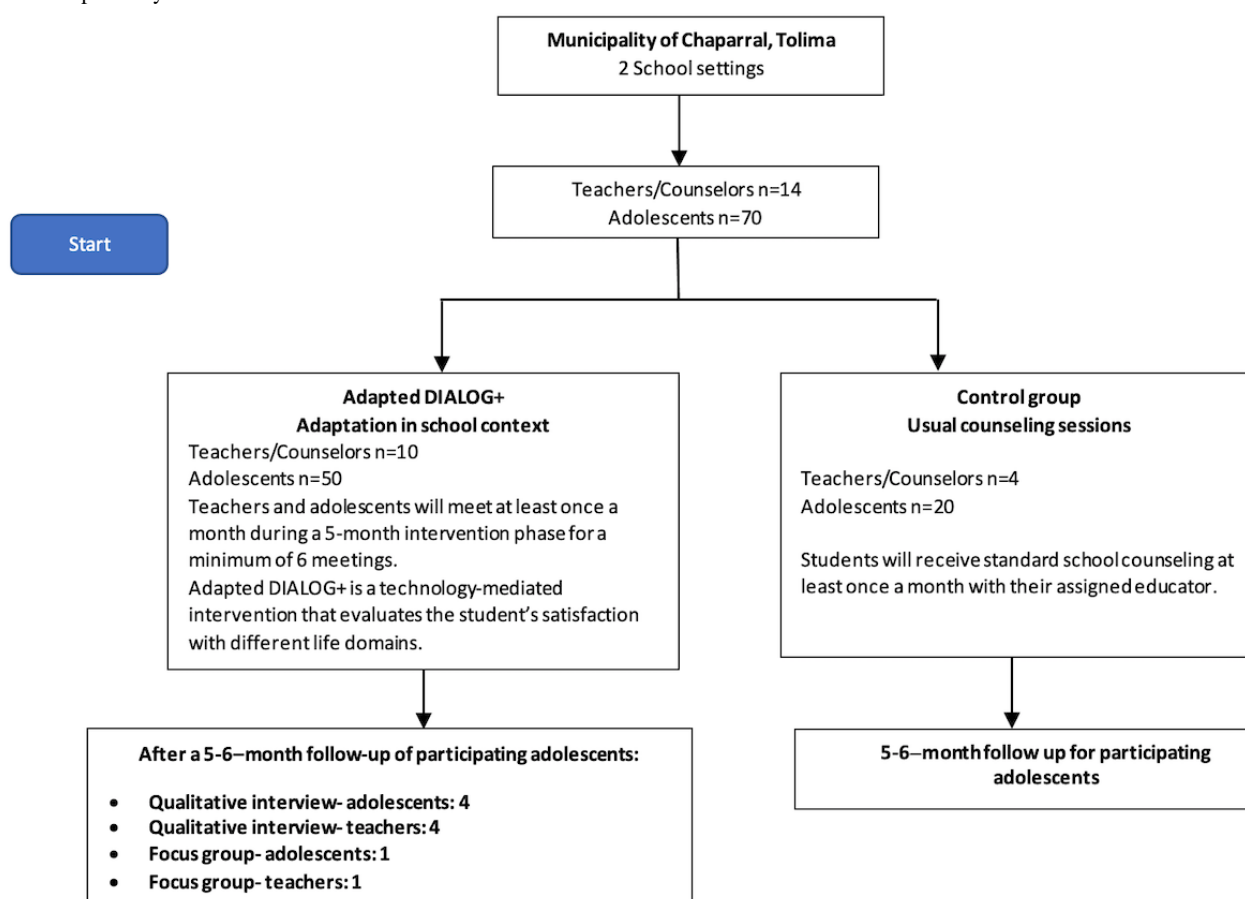 Municipality of Chaparral, Tolima
2 School settings
Teachers/Counselors n=14
Adolescents n=70
Start
Adapted DIALOG+
Adaptation in school context
Teachers/Counselors n=10
Adolescents n=50
Teachers and adolescents will meet at least once a
month during a 5-month intervention phase for a
minimum of 6 meetings.
Adapted DIALOG+ is a technology-mediated
intervention that evaluates the student’s satisfaction
with different life domains.
Control group
Usual counseling sessions
Teachers/Counselors n=4
Adolescents n=20
Students will receive standard school counseling at
least once a month with their assigned educator.
After a 5-6–month follow-up of participating adolescents:
• Qualitative interview- adolescents: 4
• Qualitative interview- teachers: 4
• Focus group- adolescents: 1
• Focus group- teachers: 1
5-6–month follow up for participating
adolescents